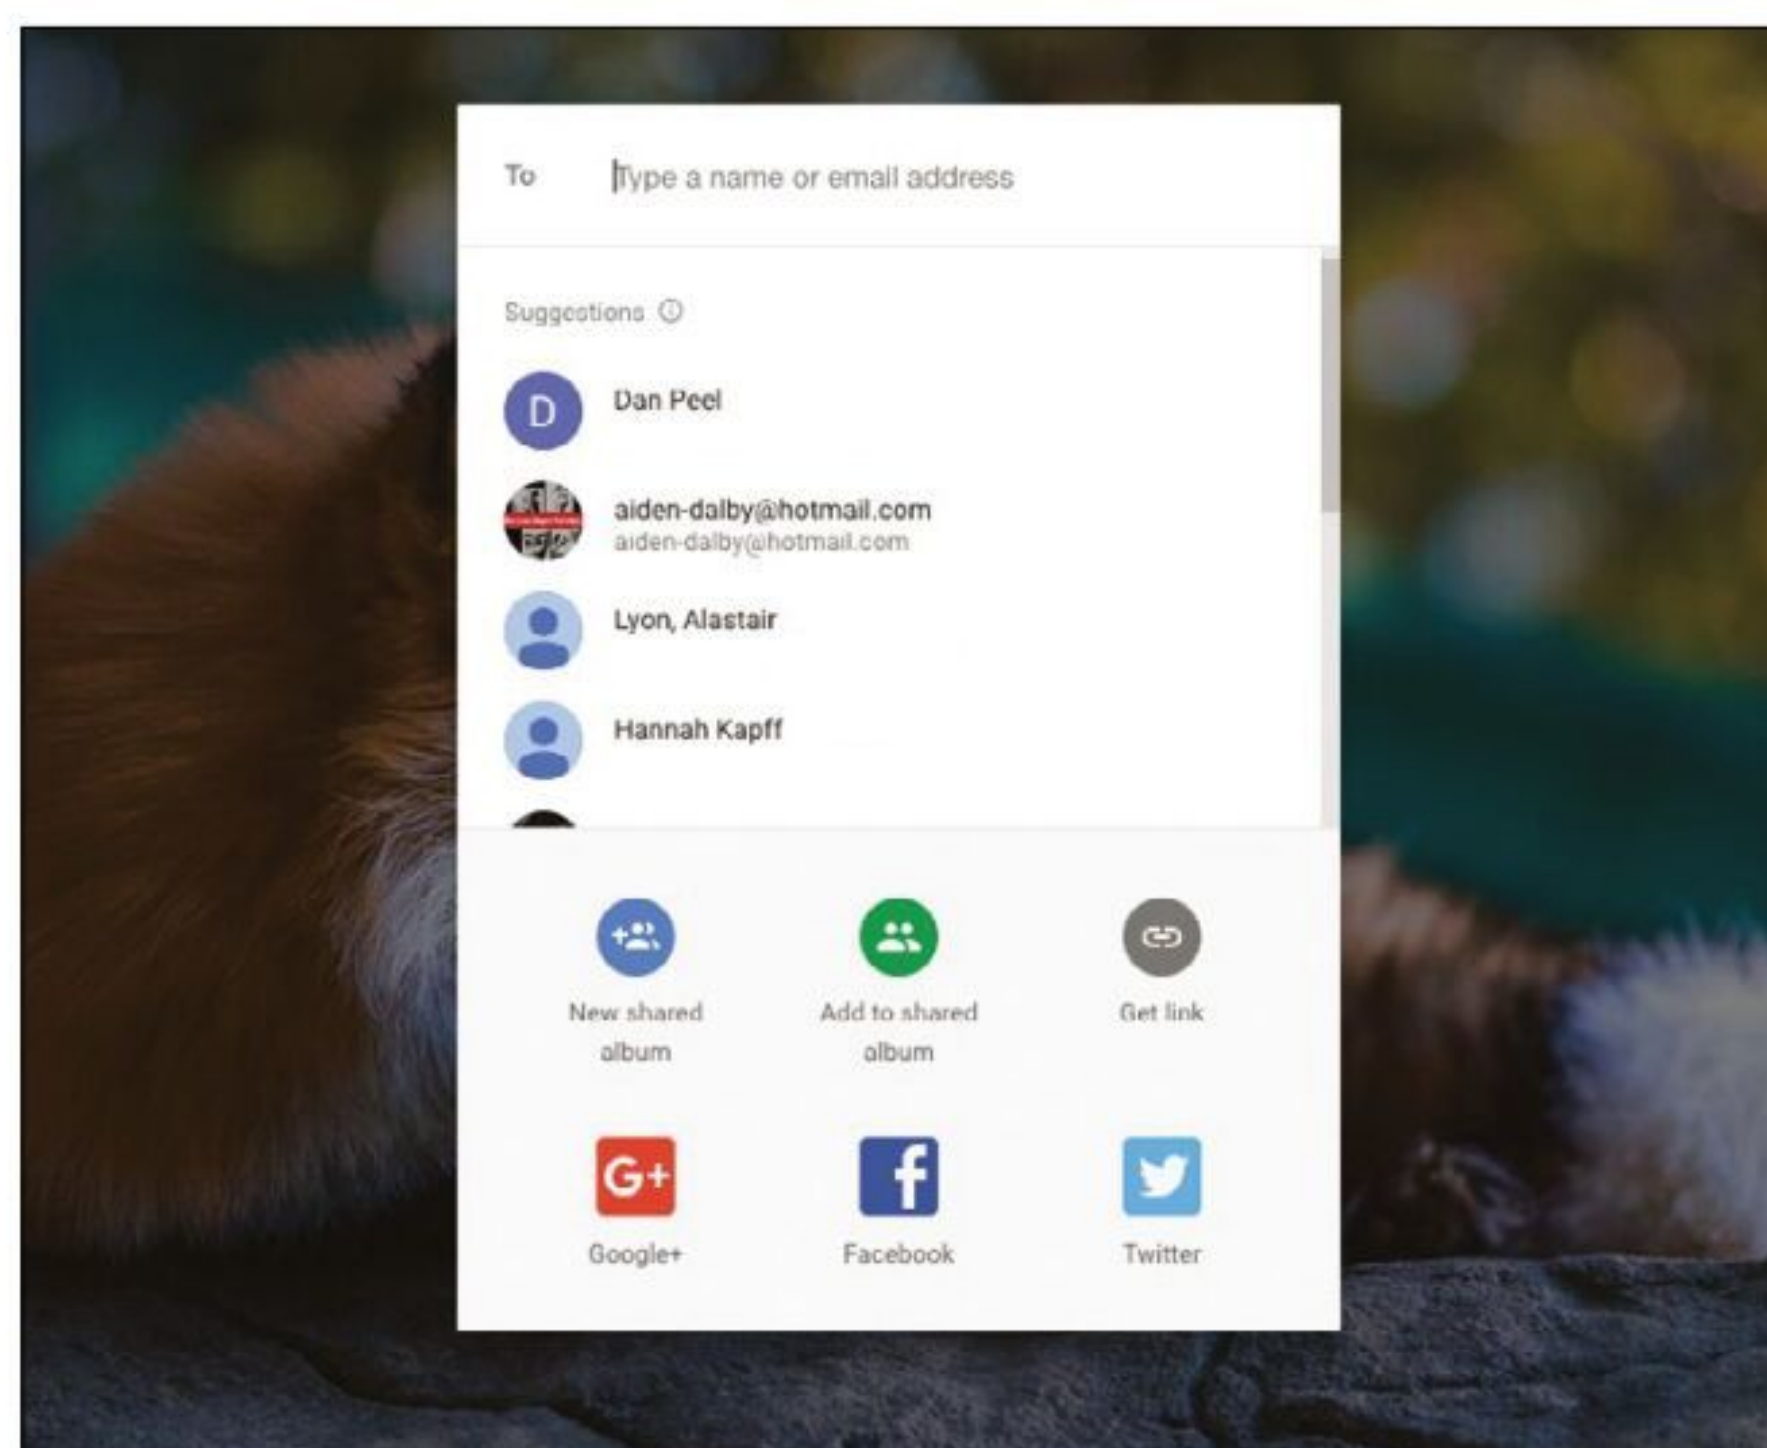 To
Type a name or email address
Suggestions
D
Dan Peel
aiden-dalby@hotmail.com
aiden-dalby@hotmail.com
Lyon, Alastair
Hannah Kapff
New shared
album
Add to shared
album
Get link
G+
Google+
Facebook
Twitter